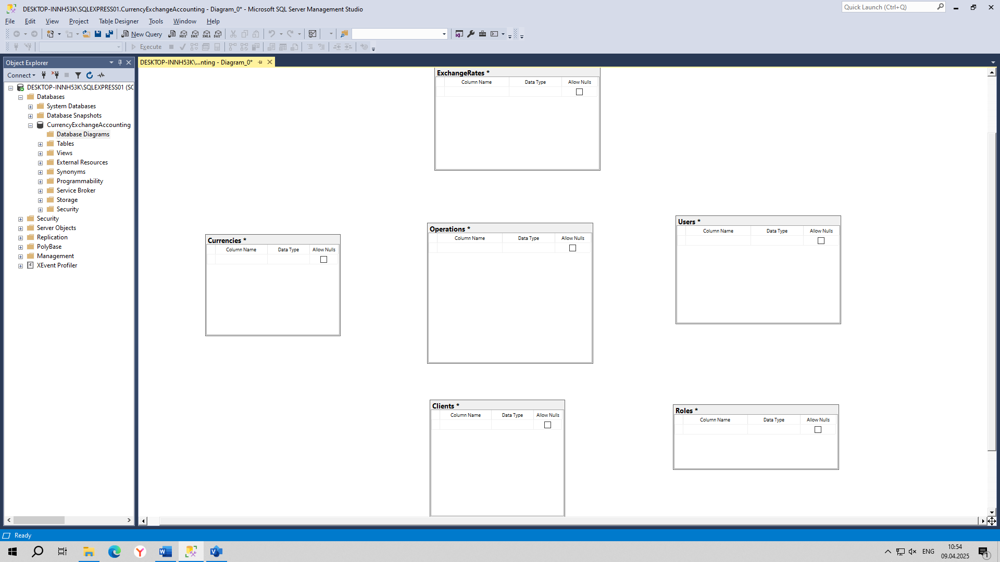 DESKTOP-INNH53K\SQLEXPRESS01.CurrencyExchangeAccounting - Diagram_0* - Microsoft SQL Server Management Studio
Quick Launch (Ctrl+Q)
File Edit View Project Table Designer Tools Window Help
New Query MDX DMX XMLA DAX
Execute
Object Explorer
DESKTOP-INNH53K\...nting - Diagram_0*
Connect
DESKTOP-INNH53K\SQLEXPRESS01 (SC
Databases
System Databases
Database Snapshots
CurrencyExchangeAccounting
Database Diagrams
Tables
Views
External Resources
Synonyms
Programmability
Service Broker
Storage
Security
Security
Server Objects
Replication
PolyBase
Management
XEvent Profiler
ExchangeRates *
Column Name Data Type Allow Nulls
Operations *
Column Name Data Type Allow Nulls
Users *
Column Name Data Type Allow Nulls
Currencies *
Column Name Data Type Allow Nulls
Clients *
Column Name Data Type Allow Nulls
Roles *
Column Name Data Type Allow Nulls
Ready
ENG
10:54
09.04.2025
1